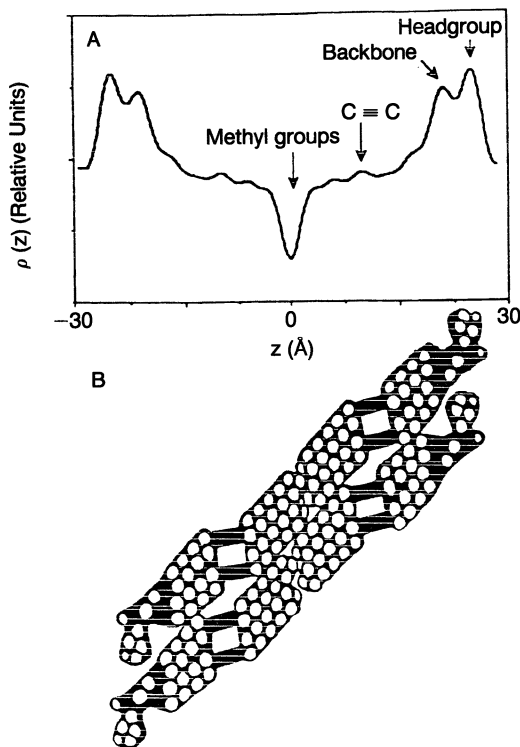 A
Headgroup
Backbone
C ≡ C
Methyl groups
ρ (z) (Relative Units)
−30
0
30
z (Å)
B